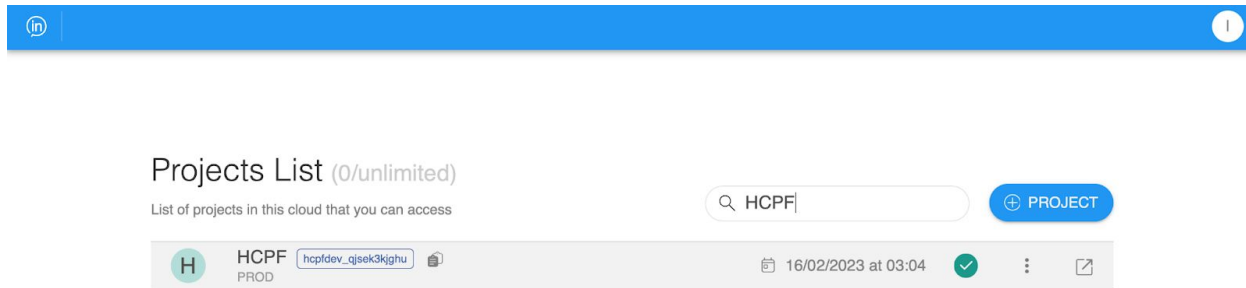 in
I
Projects List (0/unlimited)
List of projects in this cloud that you can access
HCPF
PROJECT
H
HCPF hcpfdev_qjsek3kjghu
PROD
16/02/2023 at 03:04